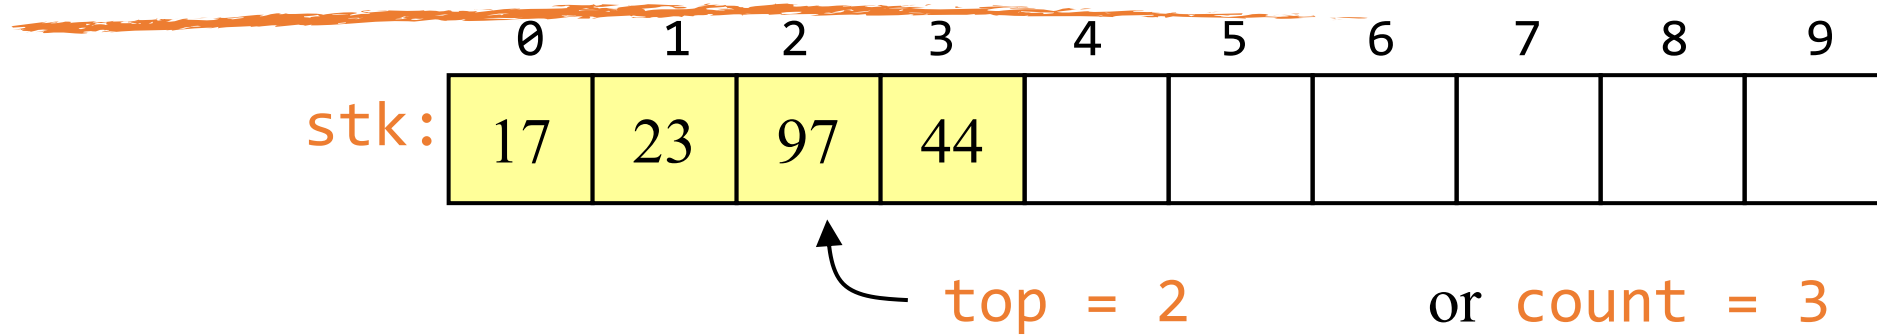 0 1 2 3 4 5 6 7 8 9
stk: 17 23 97 44
top = 2 or count = 3